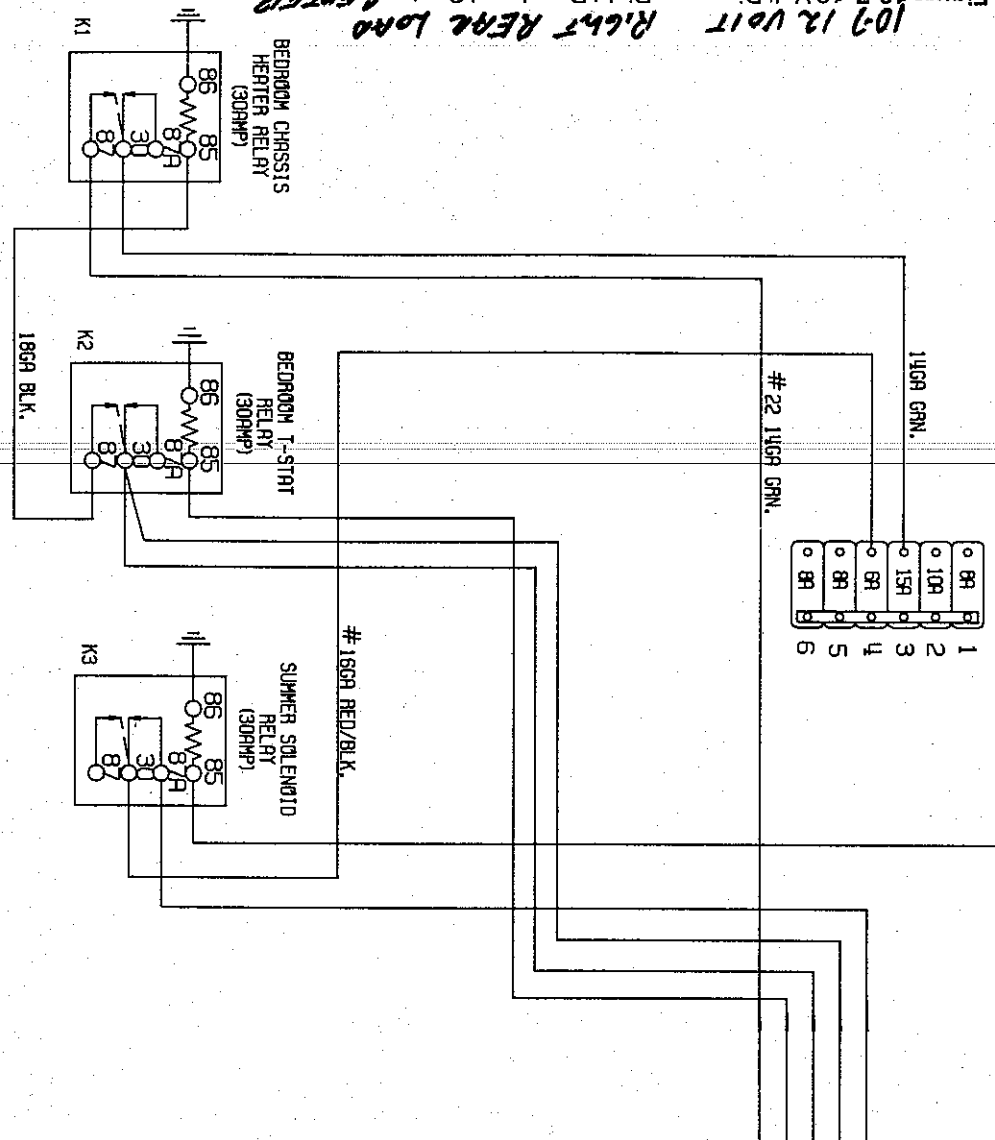 10-7 12 VOLT RIGHT REAR LOAD CENTER
K1
BEDROOM CHASSIS
HEATER RELAY
(30AMP)
86
85
87A
30
87
18GA BLK.
14GA GRN.
# 22 14GA GRN.
K2
BEDROOM T-STAT
RELAY
(30AMP)
86
85
87A
30
87
8A
10A
15A
6A
8A
8A
1
2
3
4
5
6
# 16GA RED/BLK.
K3
SUMMER SOLENOID
RELAY
(30AMP)
86
85
87A
30
87